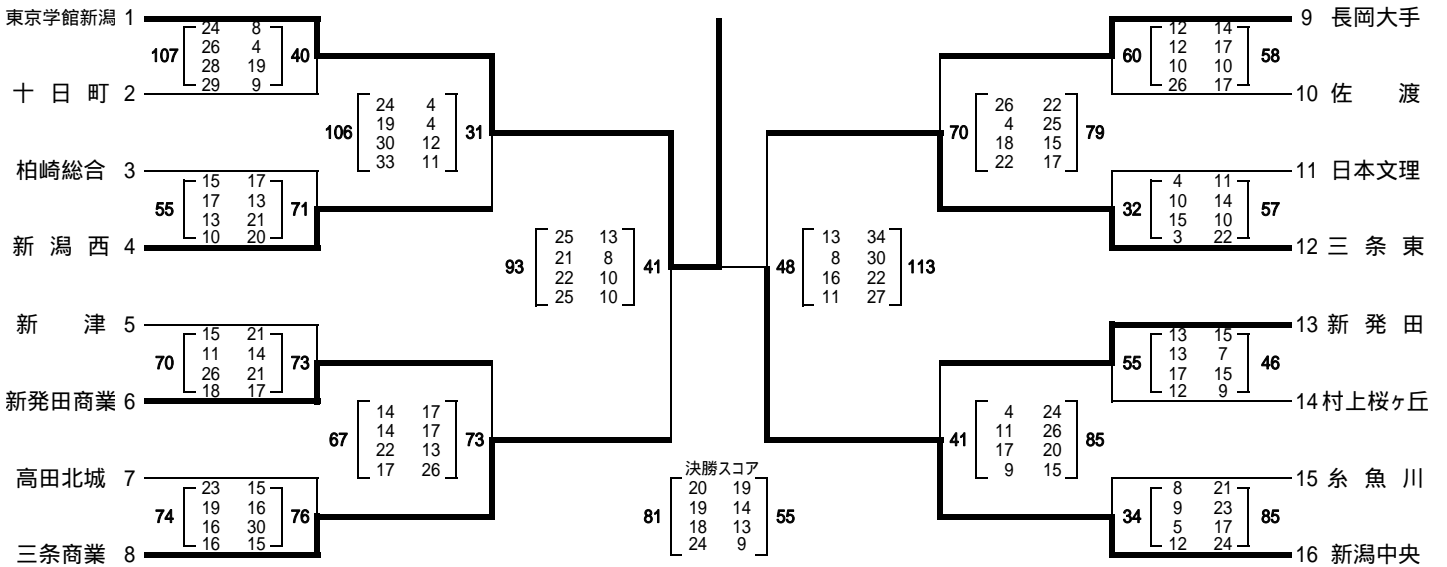 東京学館新潟 1
107 24 8 40
26 4
28 19
29 9
十日町 2
106 24 4 31
19 4
30 12
33 11
柏崎総合 3
55 15 17 71
17 13
13 21
10 20
新潟西 4
93 25 13 41
21 8
22 10
25 10
新津 5
70 15 21 73
11 14
26 21
18 17
新発田商業 6
67 14 17 73
14 17
22 13
17 26
高田北城 7
74 23 15 76
19 16
16 30
16 15
三条商業 8
決勝スコア
81 20 19 55
19 14
18 13
24 9
9 長岡大手
60 12 14 58
12 17
10 10
26 17
10 佐渡
70 26 22 79
4 25
18 15
22 17
11 日本文理
32 4 11 57
10 14
15 10
3 22
12 三条東
48 13 34 113
8 30
16 22
11 27
13 新発田
55 13 15 46
13 7
17 15
12 9
14 村上桜ヶ丘
41 4 24 85
11 26
17 20
9 15
15 糸魚川
34 8 21 85
9 23
5 17
12 24
16 新潟中央